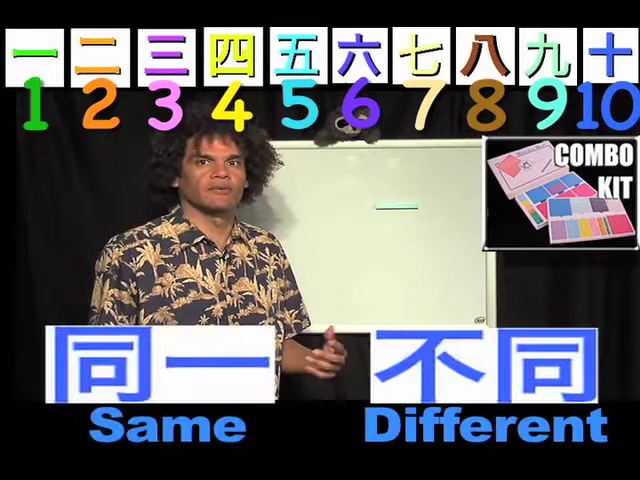 一 二 三 四 五 六 七 八 九 十
1 2 3 4 5 6 7 8 9 10
COMBO
KIT
同一 不同
Same Different